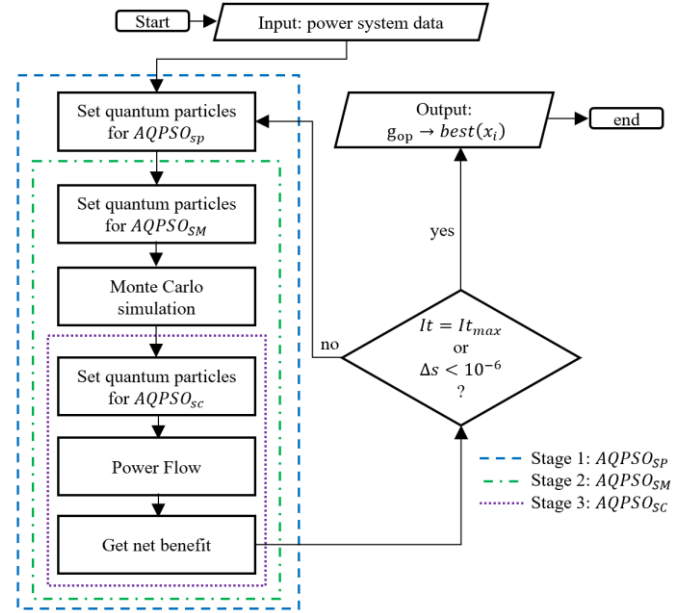 Start
Input: power system data
Set quantum particles
for AQPSO_sp
Set quantum particles
for AQPSO_SM
Monte Carlo
simulation
Set quantum particles
for AQPSO_sc
Power Flow
Get net benefit
Output:
g_op → best(x_i)
end
yes
no
It = It_max
or
Δs < 10^-6
?
Stage 1: AQPSO_SP
Stage 2: AQPSO_SM
Stage 3: AQPSO_SC